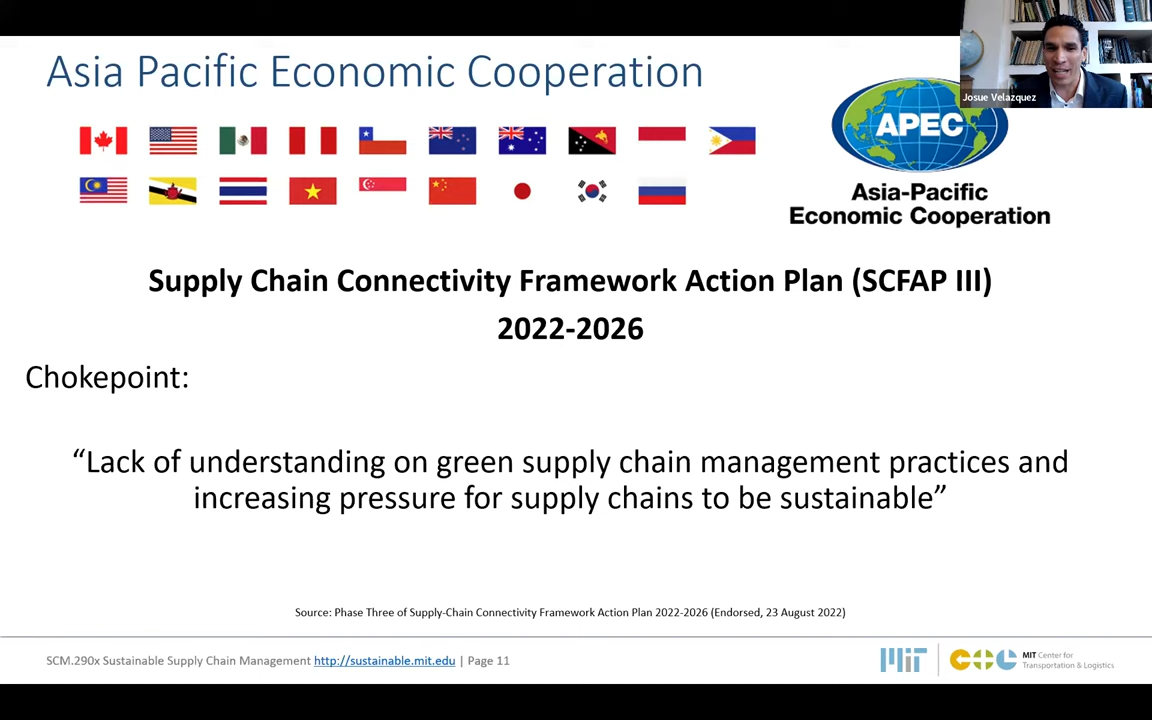 Asia Pacific Economic Cooperation
Josue Velazquez
APEC
Asia-Pacific
Economic Cooperation
Supply Chain Connectivity Framework Action Plan (SCFAP III)
2022-2026
Chokepoint:
“Lack of understanding on green supply chain management practices and
increasing pressure for supply chains to be sustainable”
Source: Phase Three of Supply-Chain Connectivity Framework Action Plan 2022-2026 (Endorsed, 23 August 2022)
SCM.290x Sustainable Supply Chain Management http://sustainable.mit.edu | Page 11
MIT
MIT Center for
Transportation & Logistics